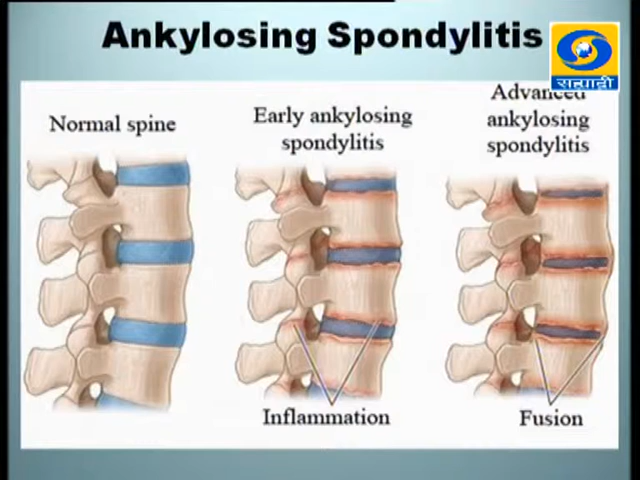 Ankylosing Spondylitis
सह्याद्री
Normal spine
Early ankylosing
spondylitis
Advanced
ankylosing
spondylitis
Inflammation
Fusion